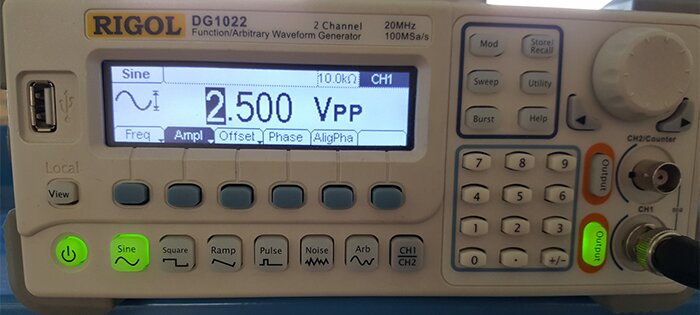 RIGOL
DG1022
Function/Arbitrary Waveform Generator
2 Channel
20MHz
100MSa/s
Sine
10.0kΩ
CH1
2.500 VPP
Freq
Ampl
Offset
Phase
AligPha
Local
View
Sine
Square
Ramp
Pulse
Noise
Arb
CH1
CH2
Mod
Store/
Recall
Sweep
Utility
Burst
Help
7 8 9
4 5 6
1 2 3
0 . +/-
CH2/Counter
Output
CH1
Output